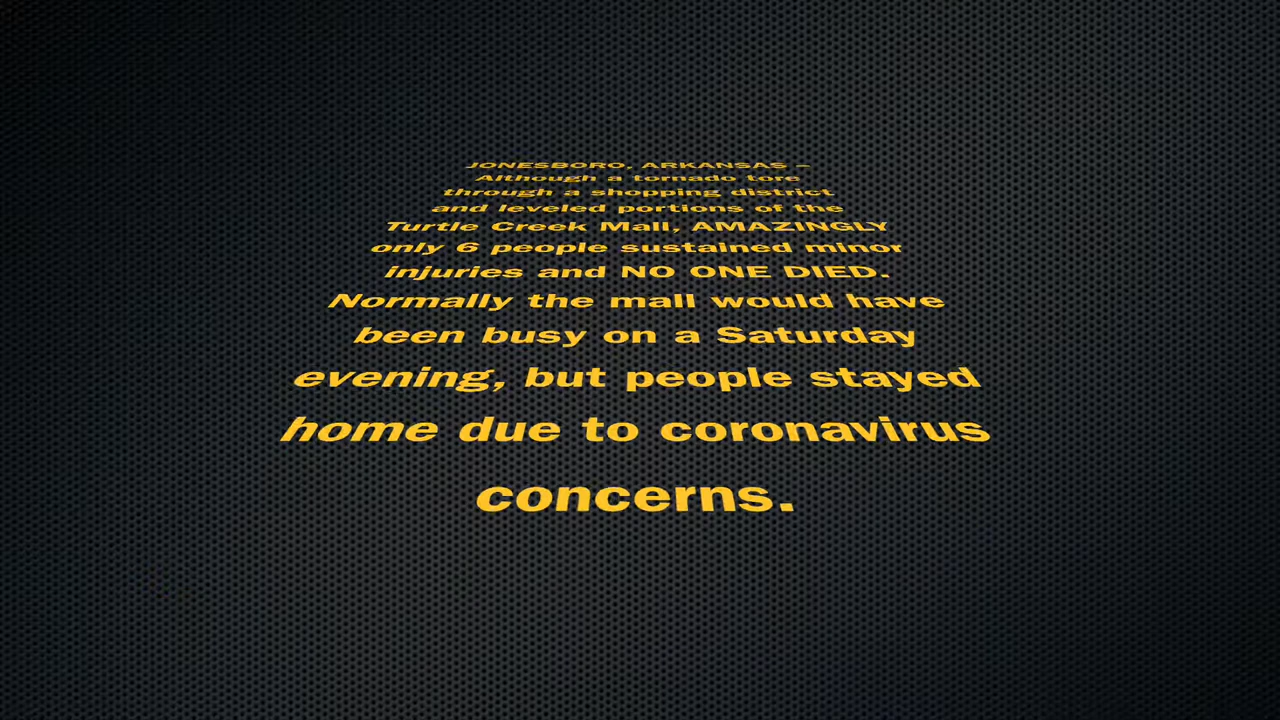 JONESBORO, ARKANSAS –
Although a tornado tore
through a shopping district
and leveled portions of the
Turtle Creek Mall, AMAZINGLY
only 6 people sustained minor
injuries and NO ONE DIED.
Normally the mall would have
been busy on a Saturday
evening, but people stayed
home due to coronavirus
concerns.